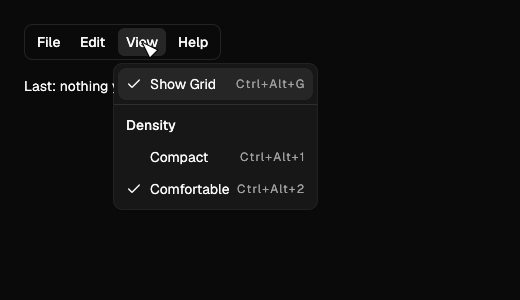 File Edit View Help
Last: nothing
Show Grid Ctrl+Alt+G
Density
Compact Ctrl+Alt+1
Comfortable Ctrl+Alt+2